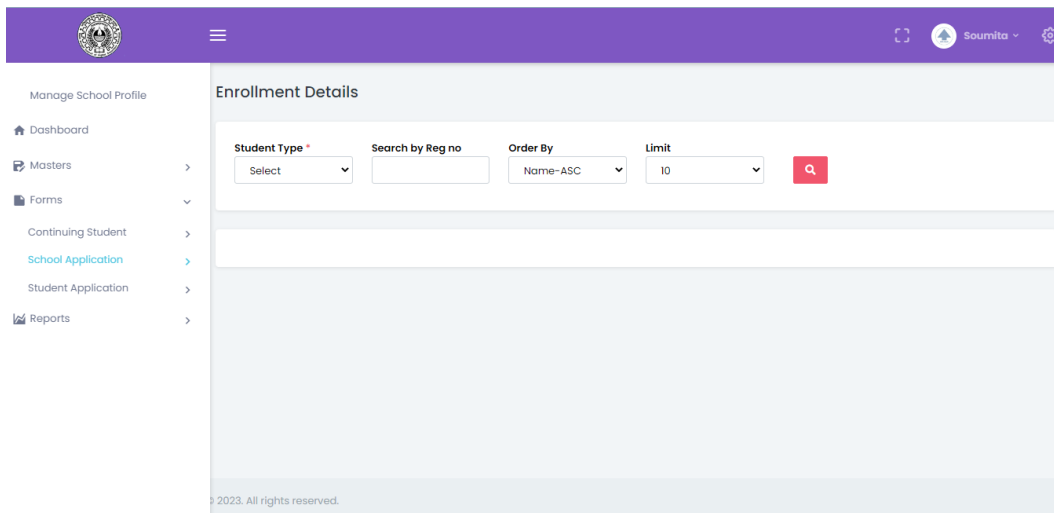 Soumita
Manage School Profile
Dashboard
Masters
Forms
Continuing Student
School Application
Student Application
Reports
Enrollment Details
Student Type * Search by Reg no Order By Limit
Select Name-ASC 10
2023. All rights reserved.